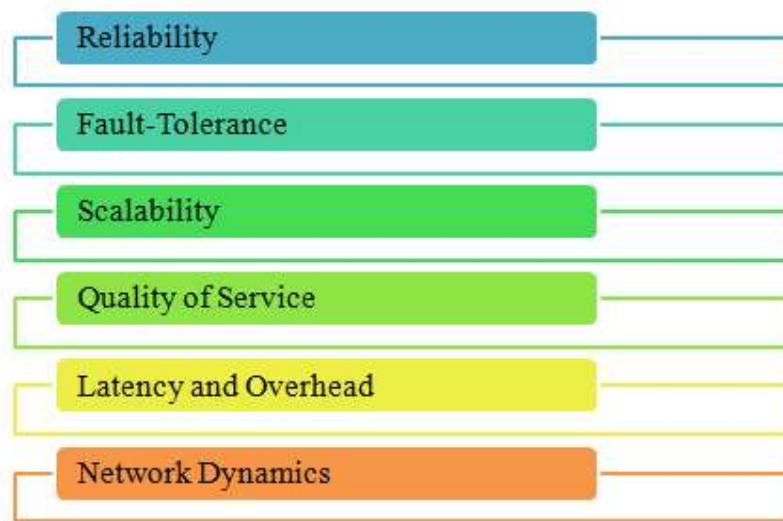 Reliability
Fault-Tolerance
Scalability
Quality of Service
Latency and Overhead
Network Dynamics